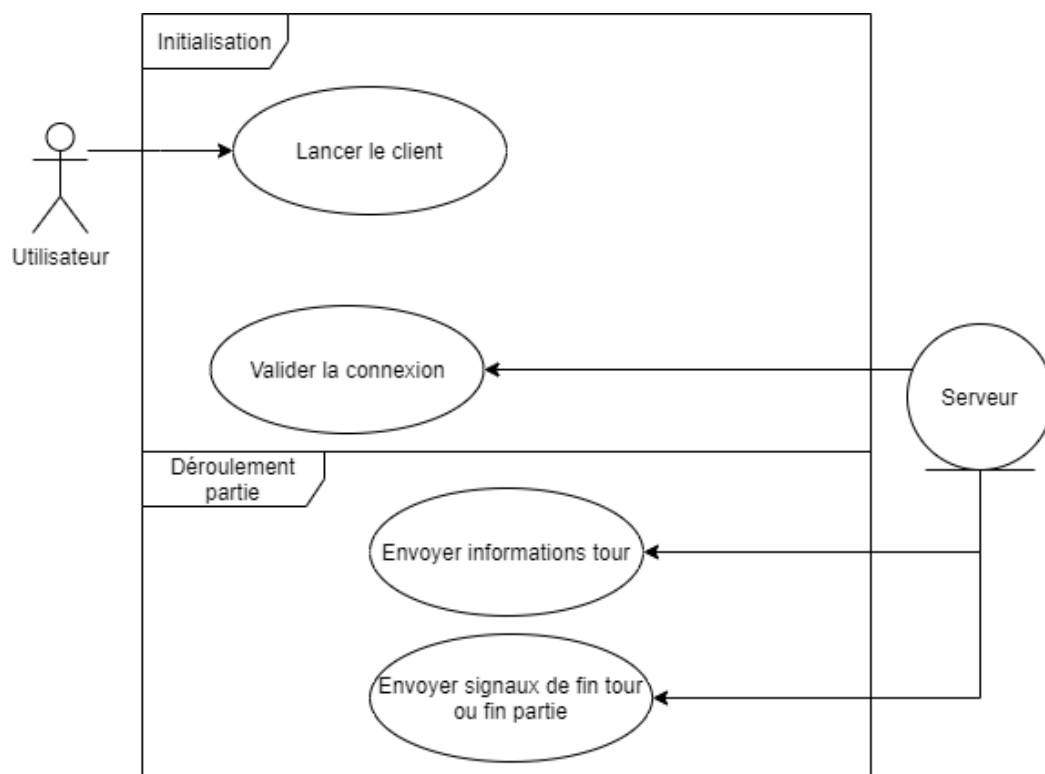 Initialisation
Lancer le client
Utilisateur
Valider la connexion
Serveur
Déroulement
partie
Envoyer informations tour
Envoyer signaux de fin tour
ou fin partie